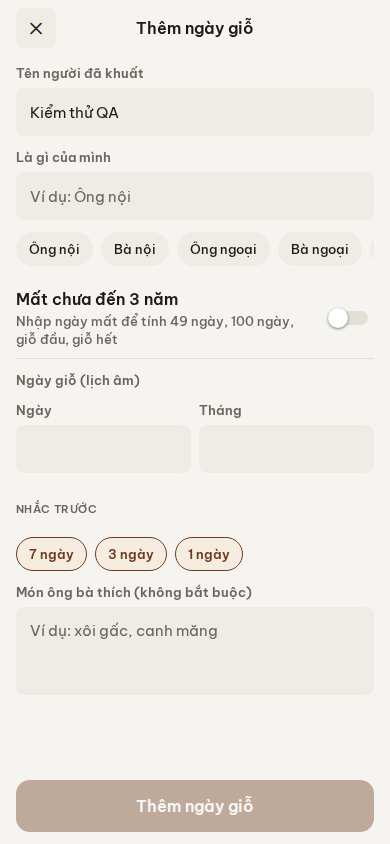 Thêm ngày giỗ
Tên người đã khuất
Kiểm thử QA
Là gì của mình
Ví dụ: Ông nội
Ông nội
Bà nội
Ông ngoại
Bà ngoại
Mất chưa đến 3 năm
Nhập ngày mất để tính 49 ngày, 100 ngày,
giỗ đầu, giỗ hết
Ngày giỗ (lịch âm)
Ngày
Tháng
NHẮC TRƯỚC
7 ngày
3 ngày
1 ngày
Món ông bà thích (không bắt buộc)
Ví dụ: xôi gấc, canh măng
Thêm ngày giỗ